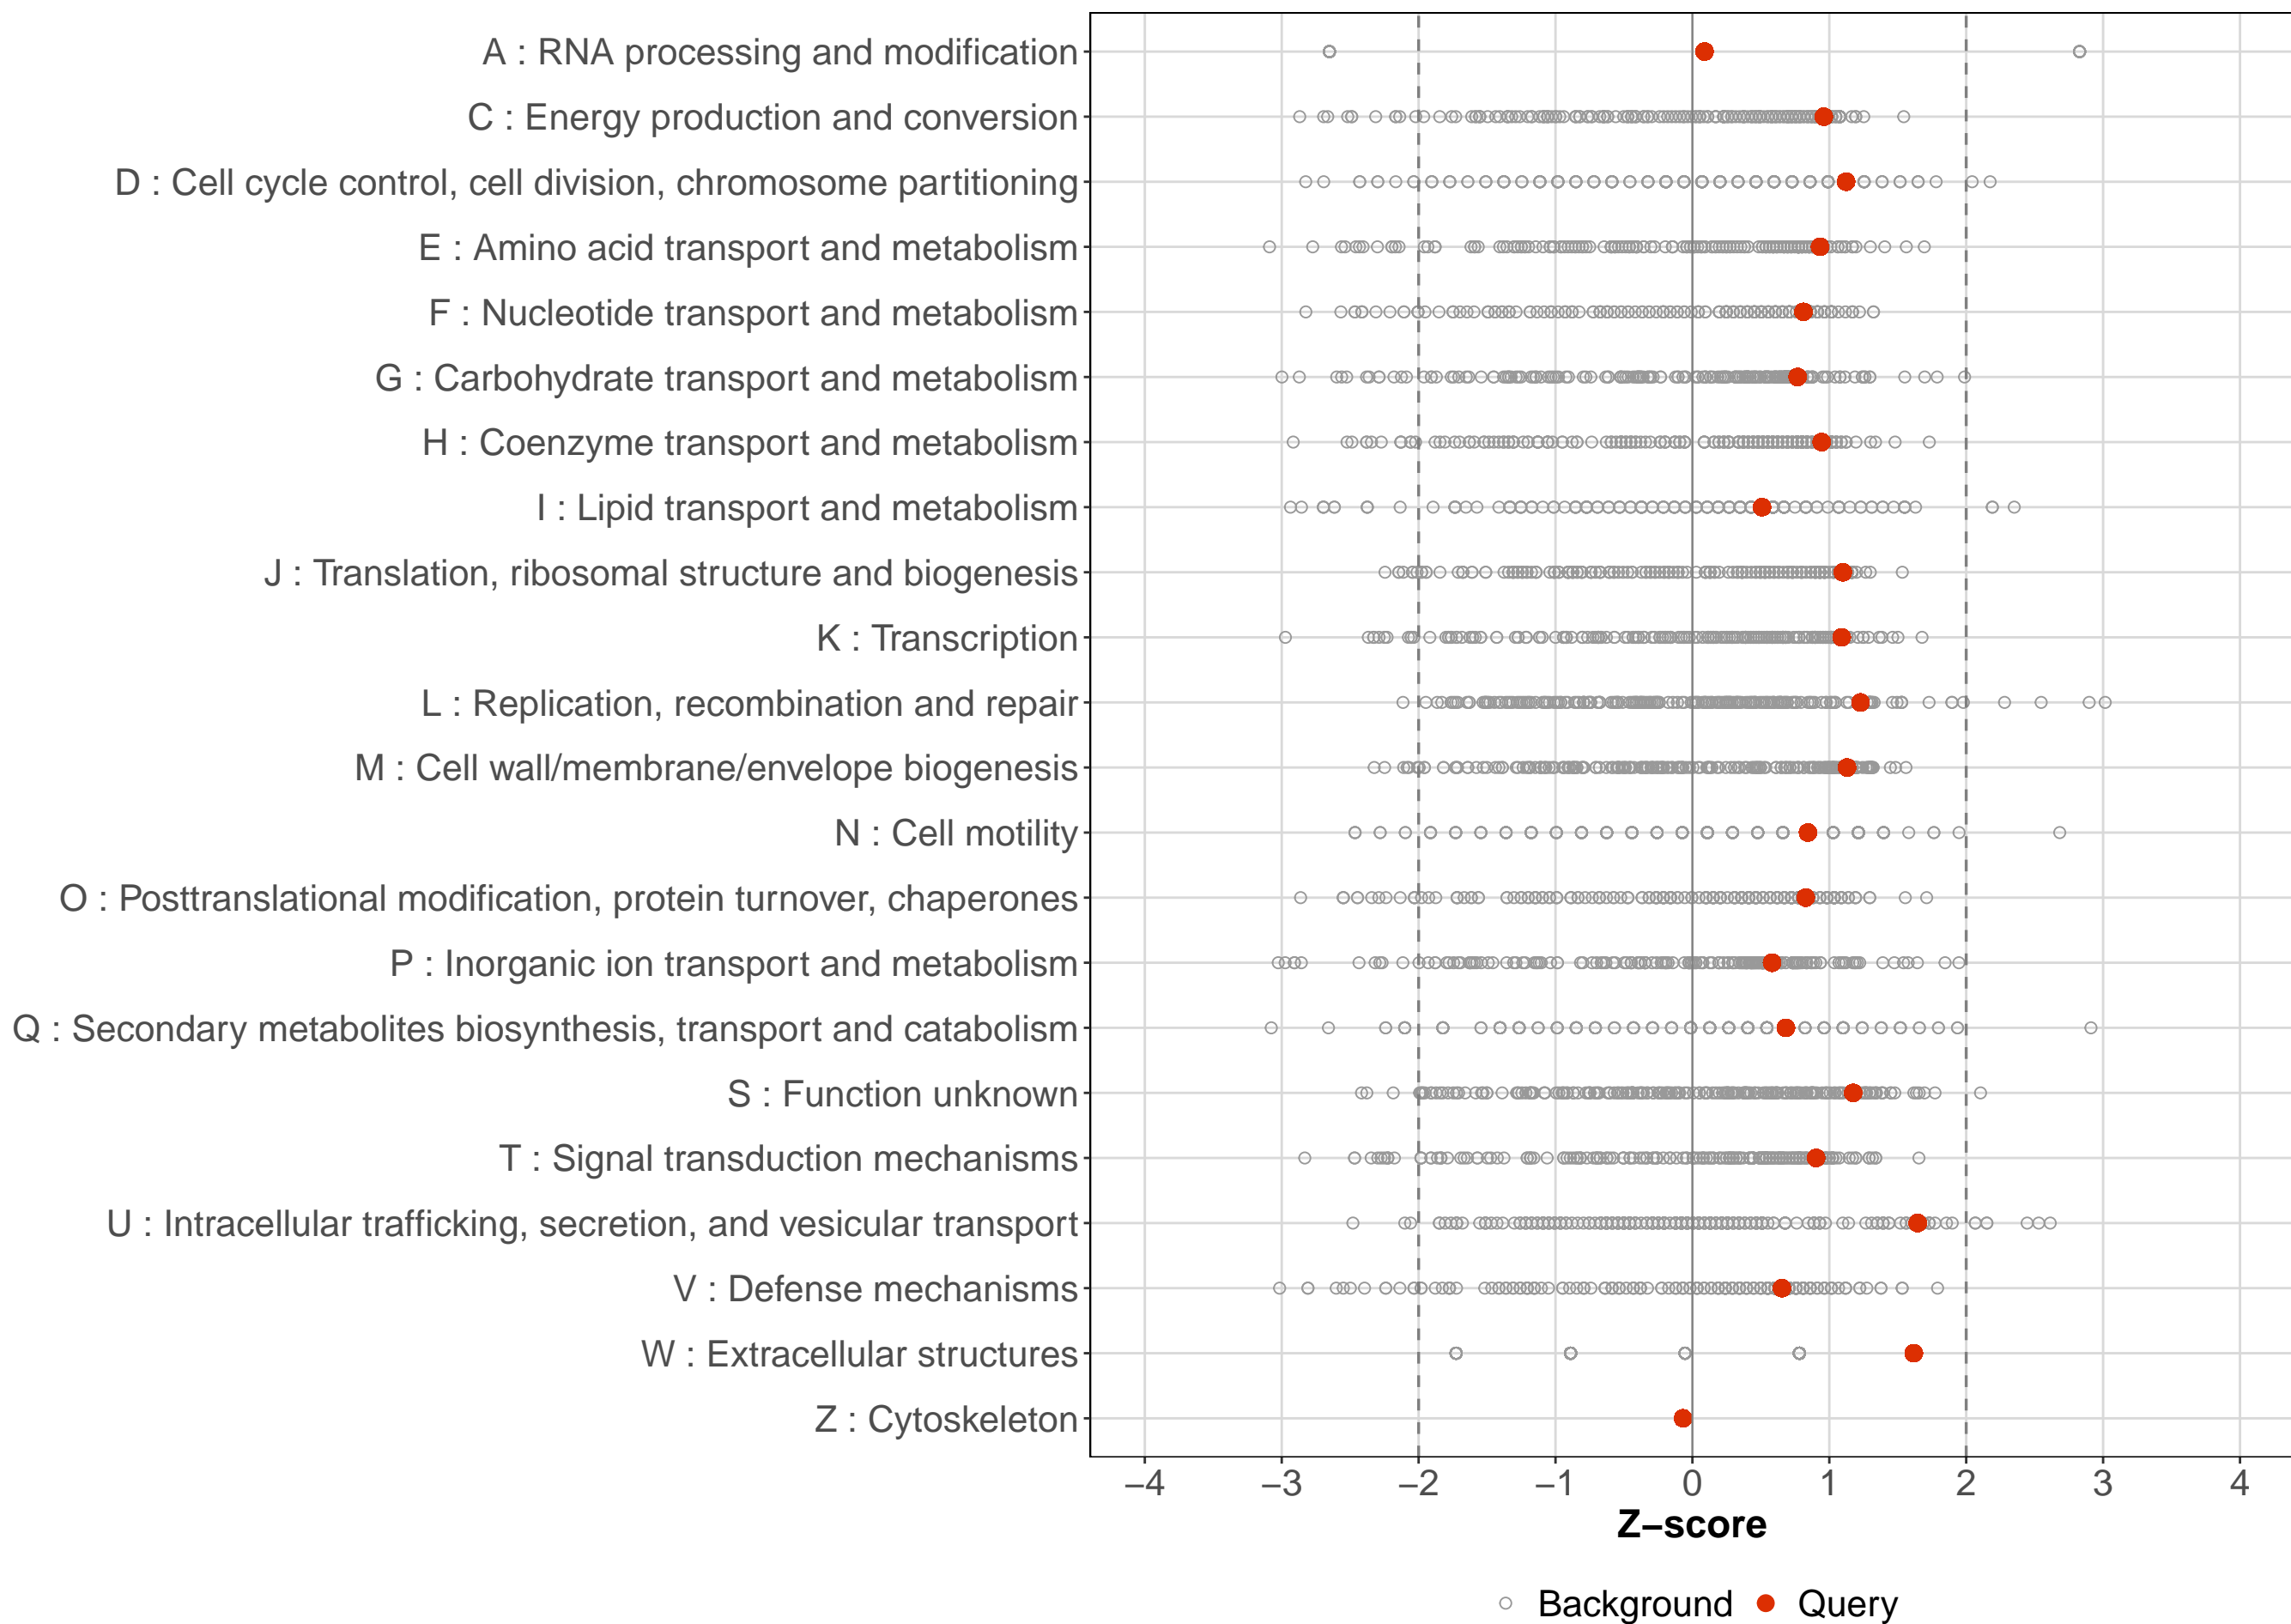 A : RNA processing and modification
C : Energy production and conversion
D : Cell cycle control, cell division, chromosome partitioning
E : Amino acid transport and metabolism
F : Nucleotide transport and metabolism
G : Carbohydrate transport and metabolism
H : Coenzyme transport and metabolism
I : Lipid transport and metabolism
J : Translation, ribosomal structure and biogenesis
K : Transcription
L : Replication, recombination and repair
M : Cell wall/membrane/envelope biogenesis
N : Cell motility
O : Posttranslational modification, protein turnover, chaperones
P : Inorganic ion transport and metabolism
Q : Secondary metabolites biosynthesis, transport and catabolism
S : Function unknown
T : Signal transduction mechanisms
U : Intracellular trafficking, secretion, and vesicular transport
V : Defense mechanisms
W : Extracellular structures
Z : Cytoskeleton
−4 −3 −2 −1 0 1 2 3 4
Z−score
Background Query